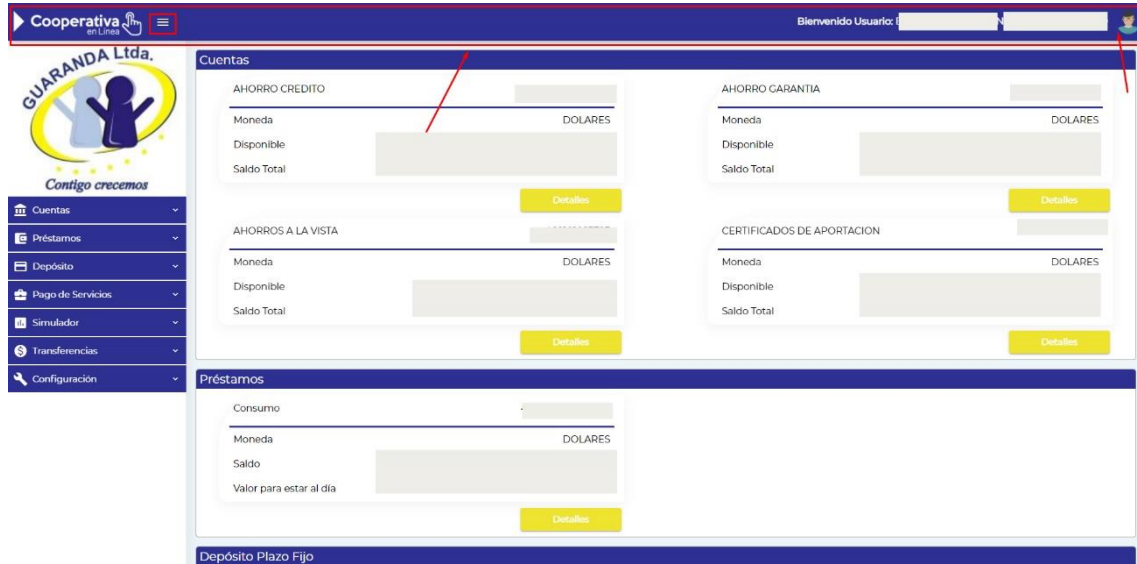 Cooperativa
en Línea
Bienvenido Usuario:
GUARANDA Ltda.
Contigo crecemos
Cuentas
Préstamos
Depósito
Pago de Servicios
Simulador
Transferencias
Configuración
Cuentas
AHORRO CREDITO
Moneda DOLARES
Disponible
Saldo Total
Detalles
AHORRO GARANTIA
Moneda DOLARES
Disponible
Saldo Total
Detalles
AHORROS A LA VISTA
Moneda DOLARES
Disponible
Saldo Total
Detalles
CERTIFICADOS DE APORTACION
Moneda DOLARES
Disponible
Saldo Total
Detalles
Préstamos
Consumo
Moneda DOLARES
Saldo
Valor para estar al día
Detalles
Depósito Plazo Fijo